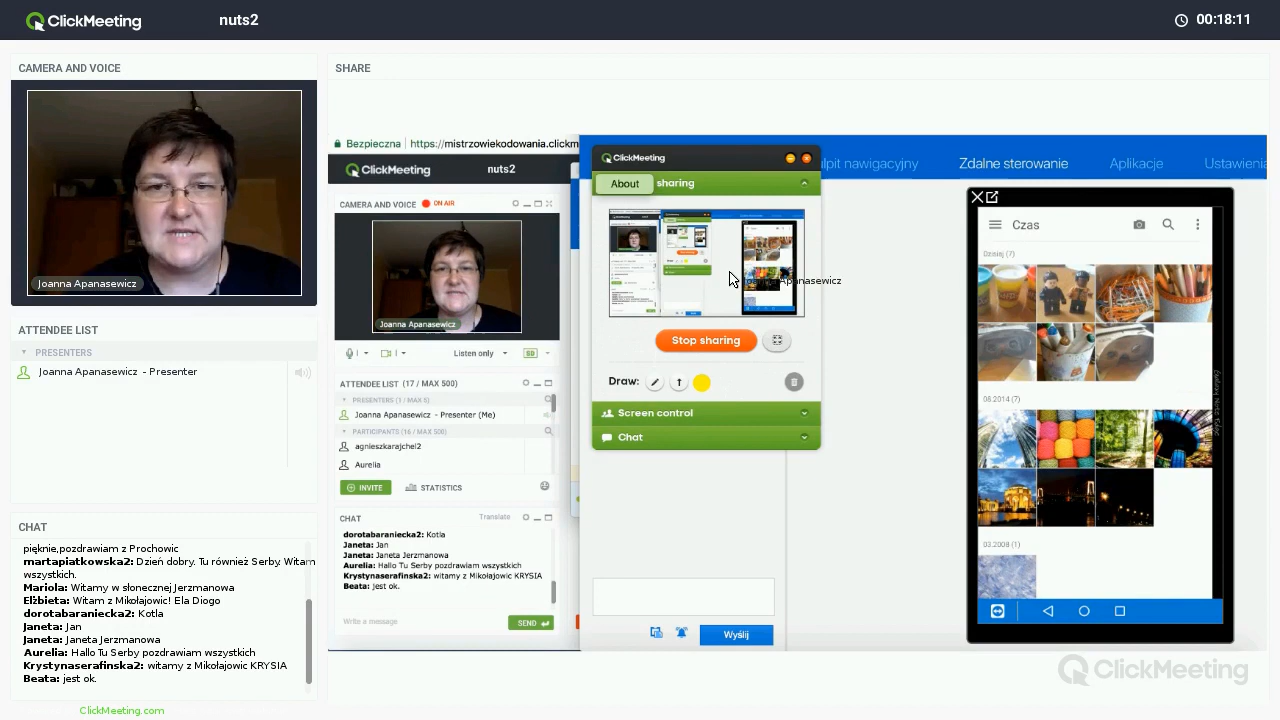 ClickMeeting
nuts2
00:18:11
CAMERA AND VOICE
Joanna Apanasewicz
ATTENDEE LIST
PRESENTERS
Joanna Apanasewicz - Presenter
CHAT
pięknie,pozdrawiam z Prochowic
martapiatkowska2: Dzień dobry. Tu również Serby. Witam
wszystkich.
Mariola: Witamy w słonecznej Jerzmanowa
Elżbieta: Witam z Mikołajowic! Ela Diogo
dorotabaraniecka2: Kotla
Janeta: Jan
Janeta: Janeta Jerzmanowa
Aurelia: Hallo Tu Serby pozdrawiam wszystkich
Krystynaserafinska2: witamy z Mikołajowic KRYSIA
Beata: jest ok.
ClickMeeting.com
SHARE
Bezpieczna
https://mistrzowiekodowania.clickm
ClickMeeting
nuts2
CAMERA AND VOICE
ON AIR
Joanna Apanasewicz
Listen only
SD
ATTENDEE LIST (17 / MAX 500)
PRESENTERS (1 / MAX 5)
Joanna Apanasewicz - Presenter (Me)
PARTICIPANTS (16 / MAX 500)
agnieszkarajchel2
Aurelia
INVITE
STATISTICS
CHAT
Translate
dorotabaraniecka2: Kotla
Janeta: Jan
Janeta: Janeta Jerzmanowa
Aurelia: Hallo Tu Serby pozdrawiam wszystkich
Krystynaserafinska2: witamy z Mikołajowic KRYSIA
Beata: jest ok.
Write a message
SEND
ClickMeeting
About
sharing
Joanna Apanasewicz
Stop sharing
Draw:
Screen control
Chat
Wyślij
ulpit nawigacyjny
Zdalne sterowanie
Aplikacje
Ustawienia
Czas
Dzisiaj (7)
08.2014 (7)
03.2008 (1)
ClickMeeting